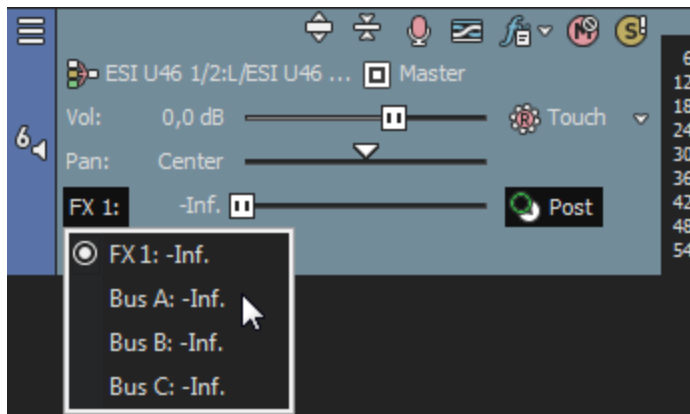 ESI U46 1/2:L/ESI U46 ... Master
Vol: 0,0 dB Touch
6
Pan: Center
FX 1: -Inf. Post
FX 1: -Inf.
Bus A: -Inf.
Bus B: -Inf.
Bus C: -Inf.
6
12
18
24
30
36
42
48
54